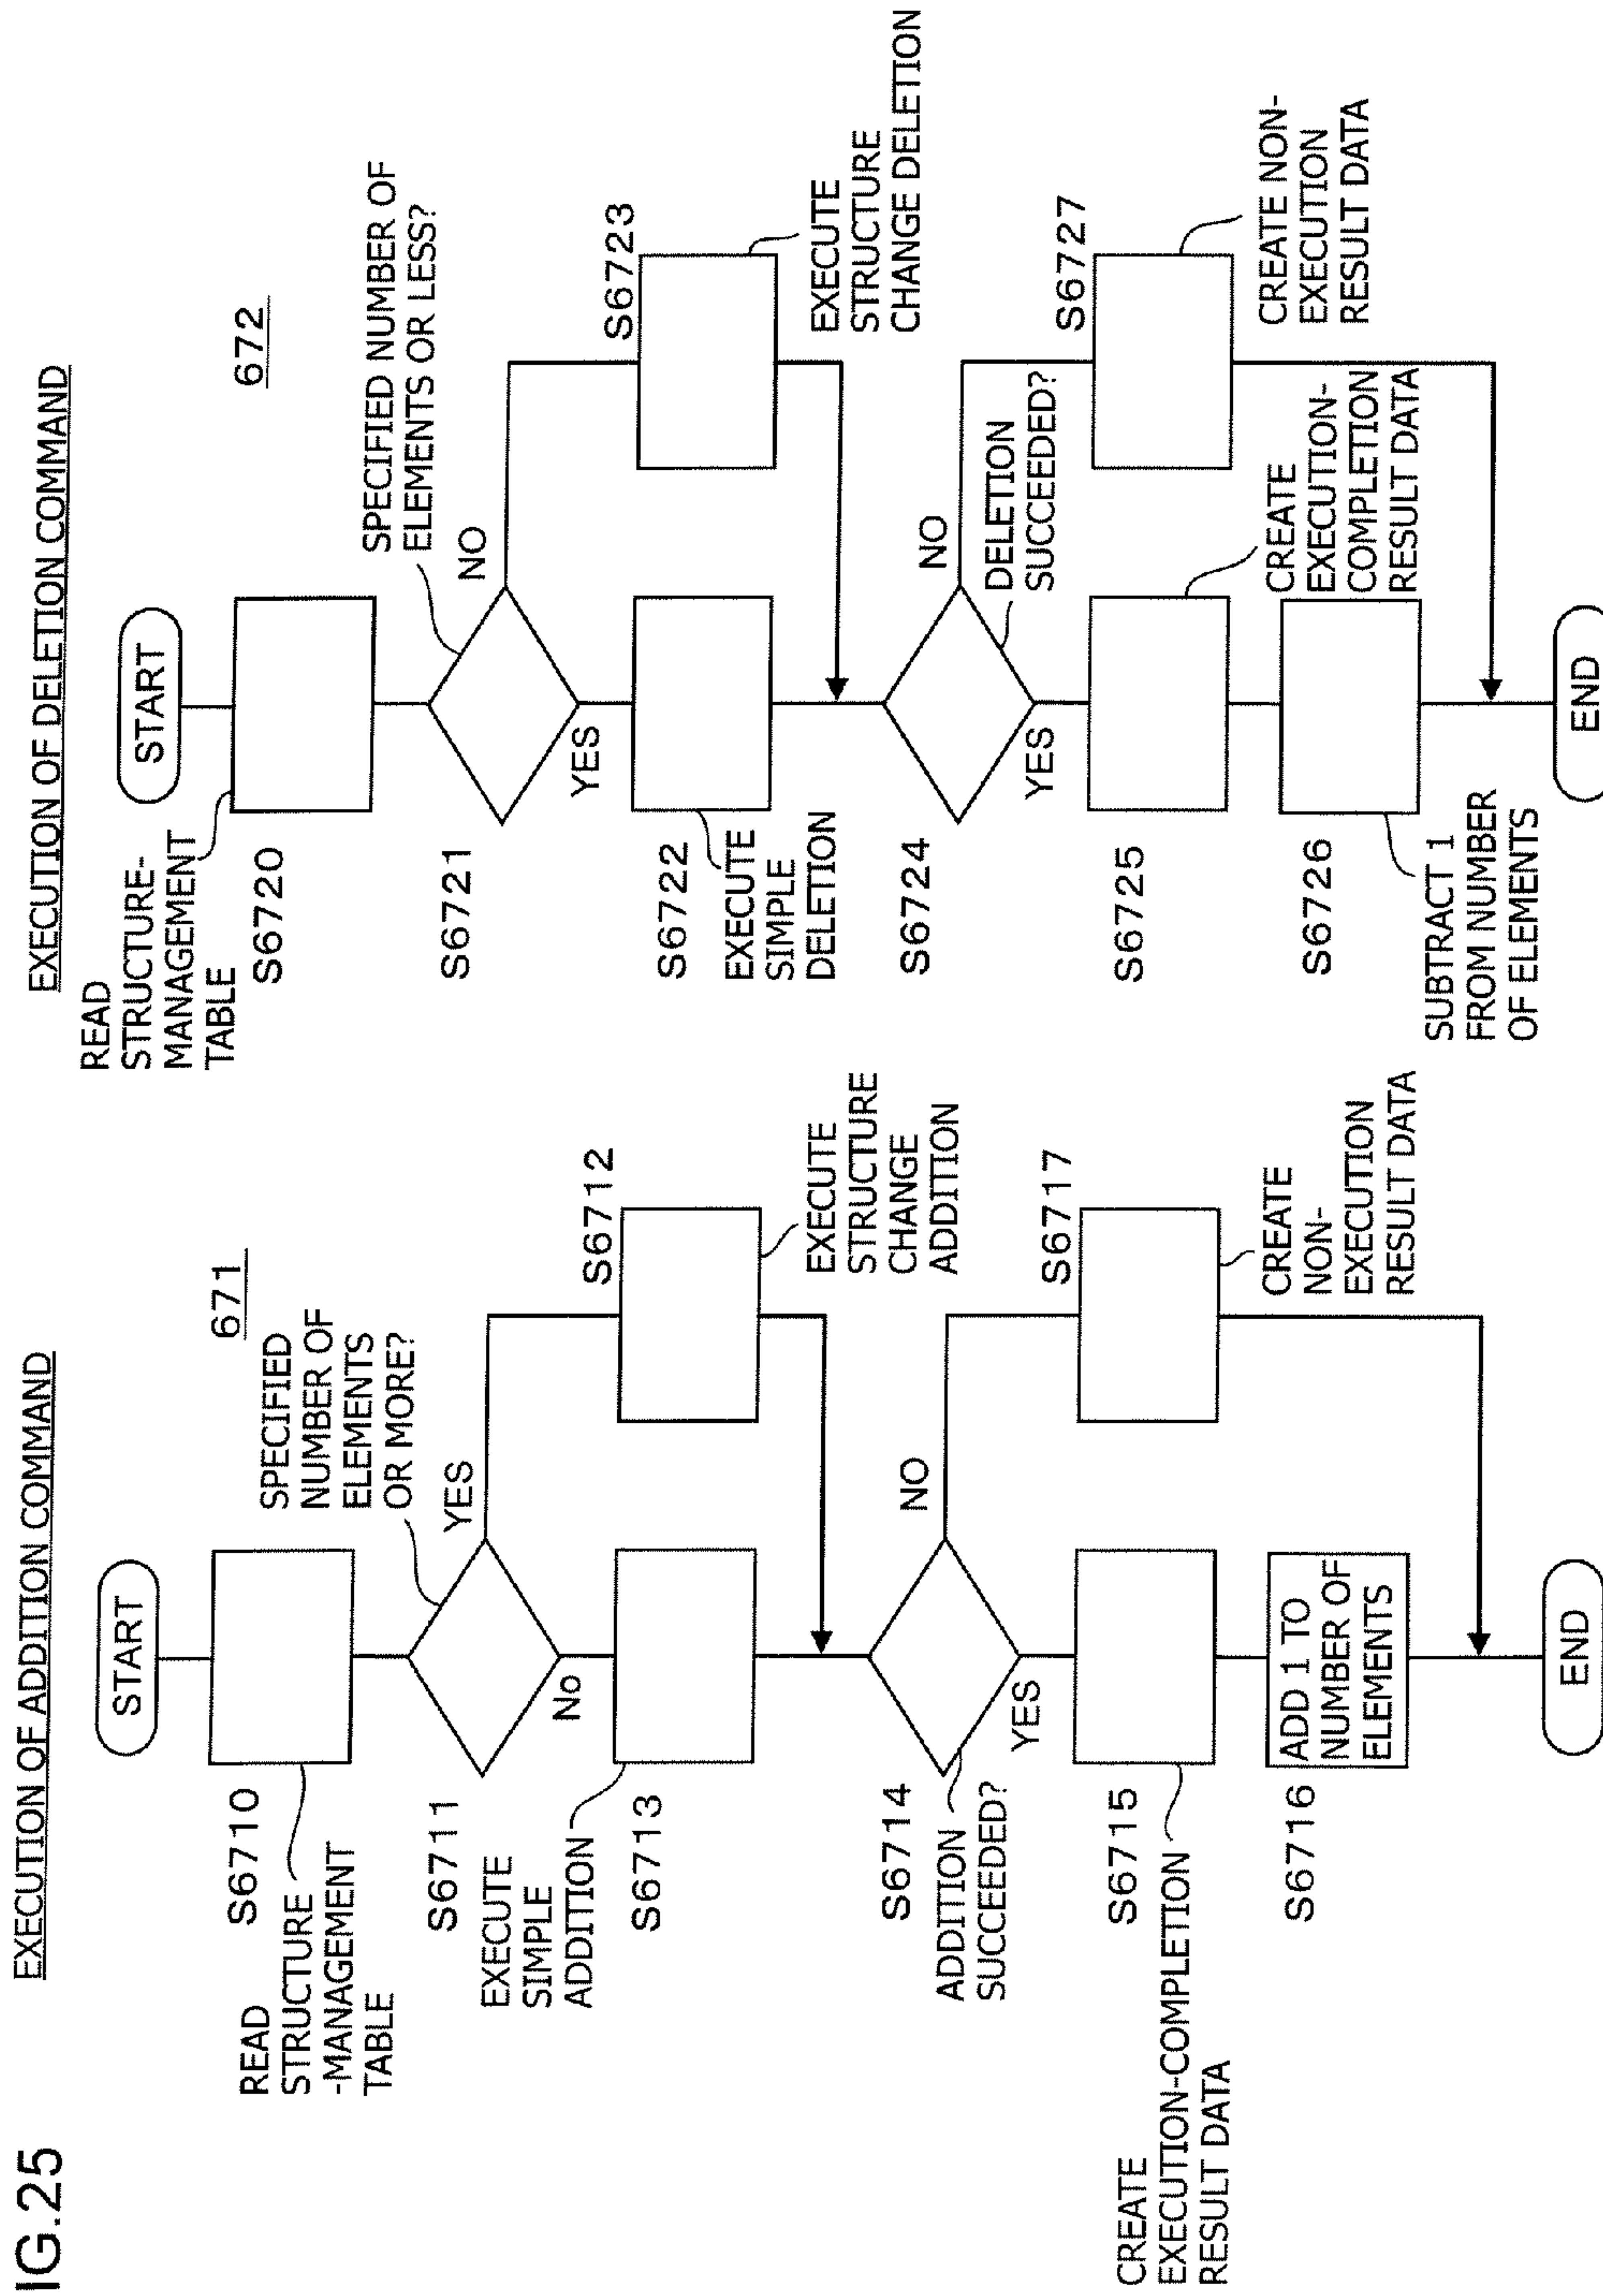 IG.25
EXECUTION OF ADDITION COMMAND
671
START
S6710
READ
STRUCTURE
-MANAGEMENT
TABLE
SPECIFIED
NUMBER OF
ELEMENTS
OR MORE?
S6711
YES
No
S6712
EXECUTE
STRUCTURE
CHANGE
ADDITION
EXECUTE
SIMPLE
ADDITION
S6713
S6714
ADDITION
SUCCEEDED?
NO
YES
S6717
CREATE
NON-
EXECUTION
RESULT DATA
S6715
CREATE
EXECUTION-COMPLETION
RESULT DATA
S6716
ADD 1 TO
NUMBER OF
ELEMENTS
END
EXECUTION OF DELETION COMMAND
672
START
READ
STRUCTURE-
MANAGEMENT
TABLE
S6720
SPECIFIED NUMBER OF
ELEMENTS OR LESS?
S6721
NO
YES
S6723
EXECUTE
STRUCTURE
CHANGE DELETION
S6722
EXECUTE
SIMPLE
DELETION
S6724
NO
DELETION
SUCCEEDED?
YES
S6727
CREATE NON-
EXECUTION
RESULT DATA
S6725
CREATE
EXECUTION-
COMPLETION
RESULT DATA
S6726
SUBTRACT 1
FROM NUMBER
OF ELEMENTS
END